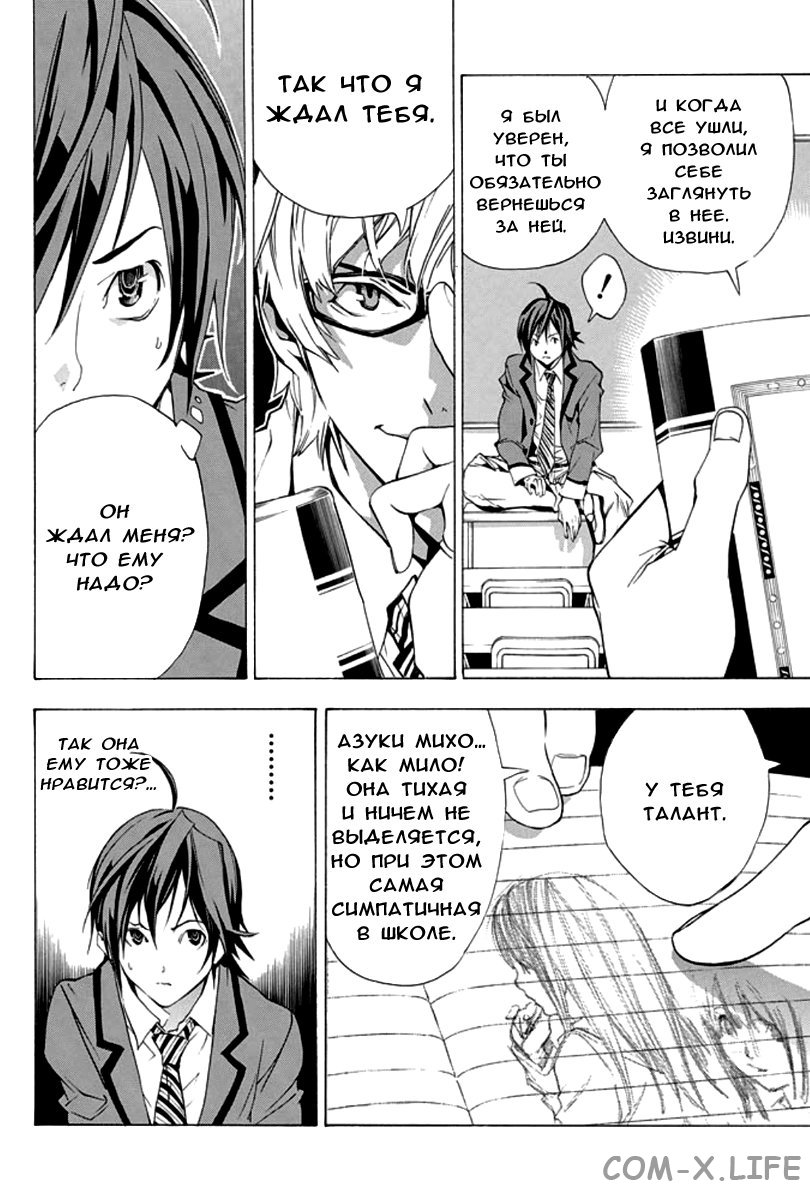 И КОГДА
ВСЕ УШЛИ,
Я ПОЗВОЛИЛ
СЕБЕ
ЗАГЛЯНУТЬ
В НЕЕ.
ИЗВИНИ.
Я БЫЛ
УВЕРЕН,
ЧТО ТЫ
ОБЯЗАТЕЛЬНО
ВЕРНЕШЬСЯ
ЗА НЕЙ.
!
ТАК ЧТО Я
ЖДАЛ ТЕБЯ.
ОН
ЖДАЛ МЕНЯ?
ЧТО ЕМУ
НАДО?
У ТЕБЯ
ТАЛАНТ.
АЗУКИ МИХО...
КАК МИЛО!
ОНА ТИХАЯ
И НИЧЕМ НЕ
ВЫДЕЛЯЕТСЯ,
НО ПРИ ЭТОМ
САМАЯ
СИМПАТИЧНАЯ
В ШКОЛЕ.
ТАК ОНА
ЕМУ ТОЖЕ
НРАВИТСЯ?...
COM-X.LIFE